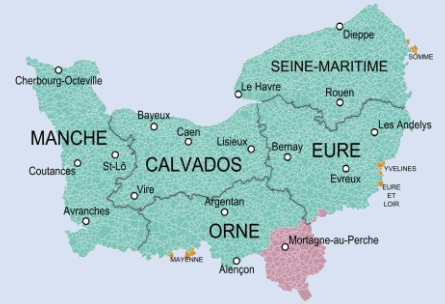 Dieppe
SOMME
SEINE-MARITIME
Cherbourg-Octeville
Le Havre
Rouen
Bayeux
Les Andelys
Caen
MANCHE
Lisieux
Bernay
EURE
CALVADOS
St-Lô
Coutances
YVELINES
Evreux
EURE
ET
LOIR
Vire
Argentan
Avranches
ORNE
Mortagne-au-Perche
MAYENNE
Alençon